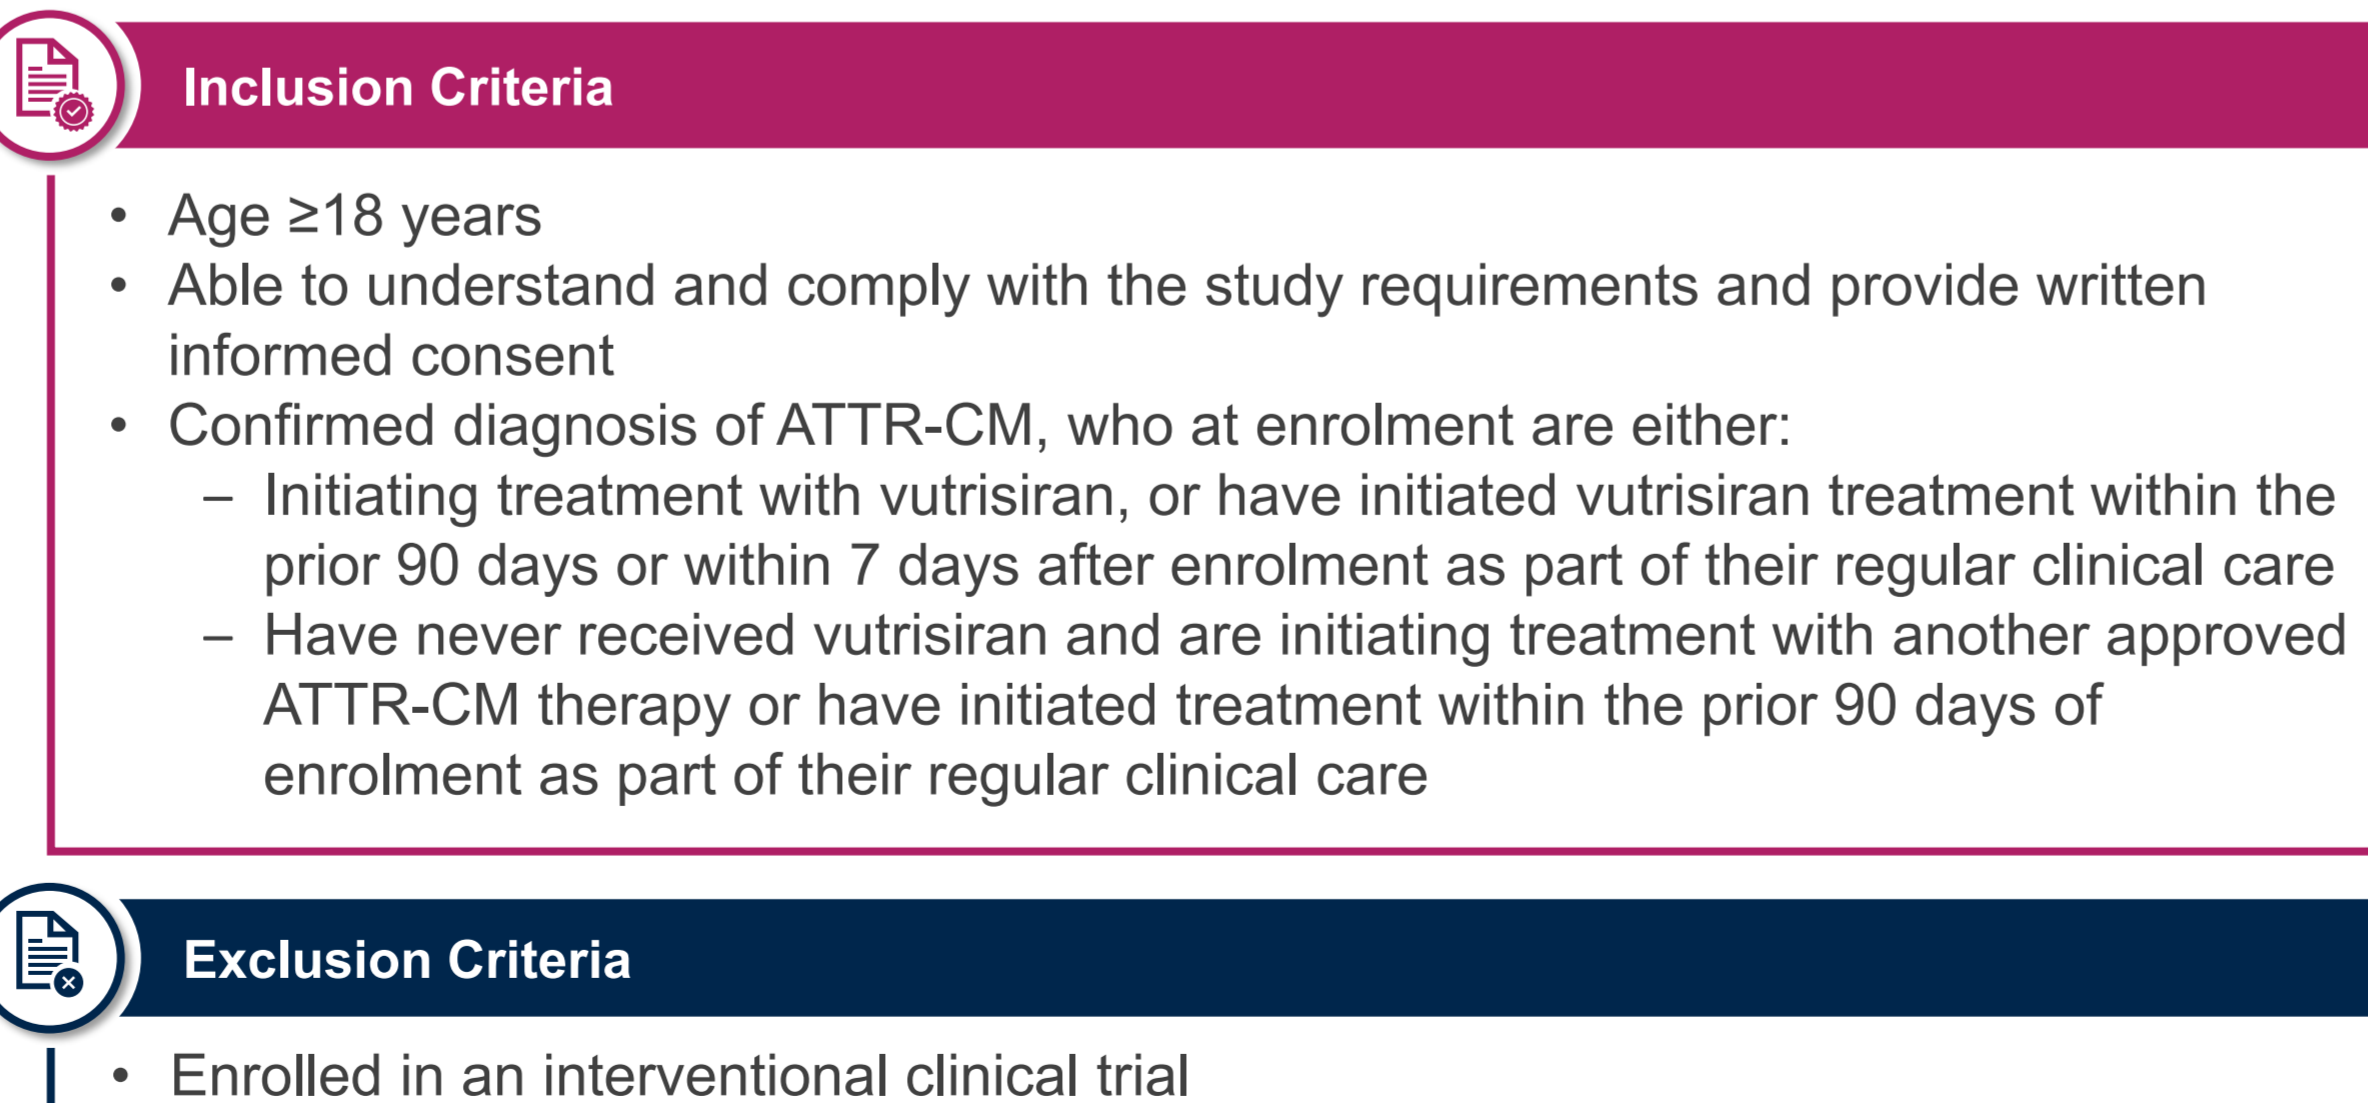 Inclusion Criteria
• Age ≥18 years
• Able to understand and comply with the study requirements and provide written
informed consent
• Confirmed diagnosis of ATTR-CM, who at enrolment are either:
– Initiating treatment with vutrisiran, or have initiated vutrisiran treatment within the
prior 90 days or within 7 days after enrolment as part of their regular clinical care
– Have never received vutrisiran and are initiating treatment with another approved
ATTR-CM therapy or have initiated treatment within the prior 90 days of
enrolment as part of their regular clinical care
Exclusion Criteria
• Enrolled in an interventional clinical trial